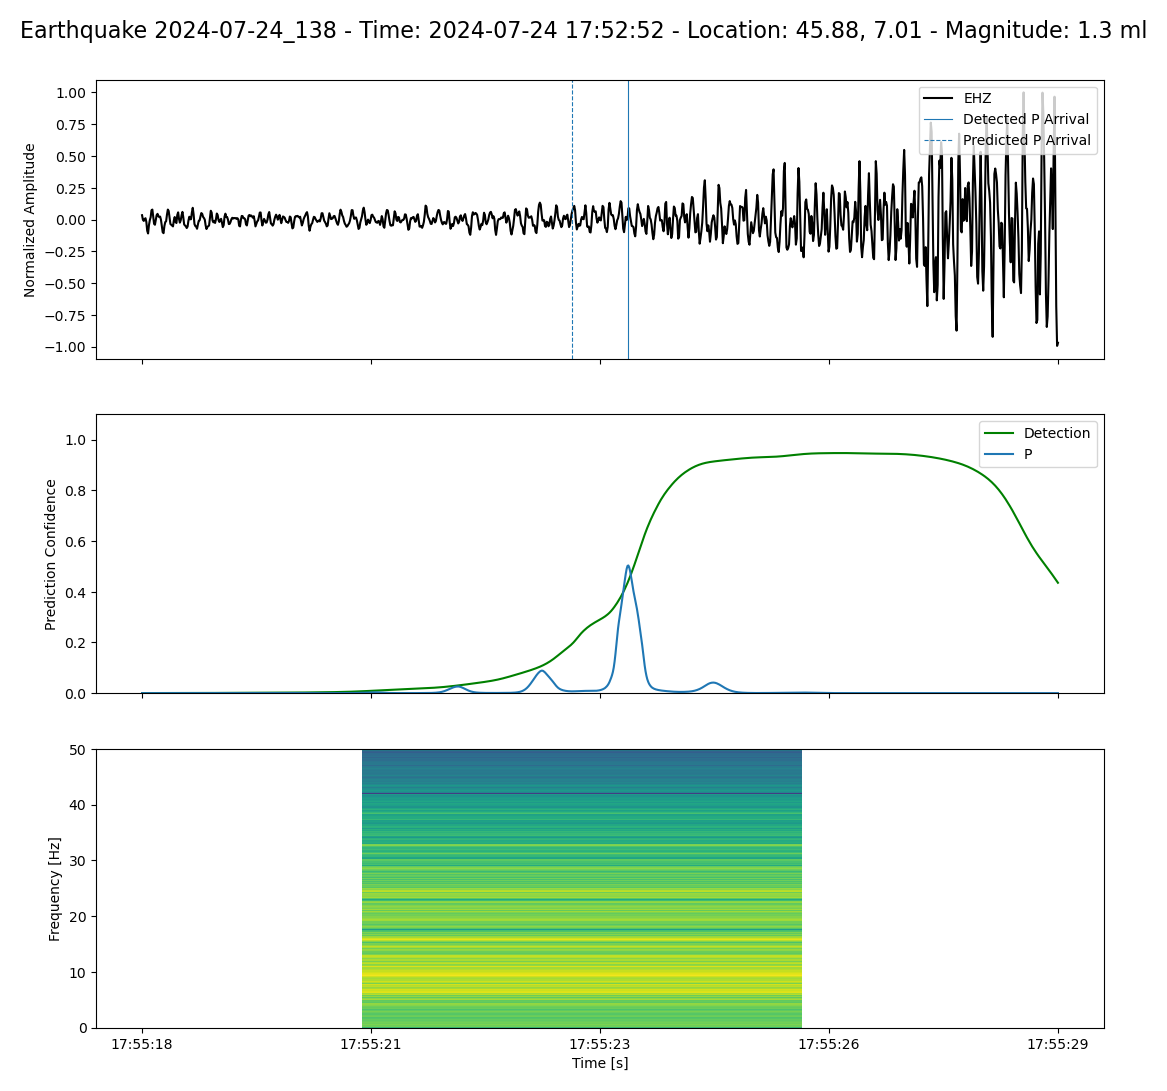 Earthquake 2024-07-24_138 - Time: 2024-07-24 17:52:52 - Location: 45.88, 7.01 - Magnitude: 1.3 ml
1.00
0.75
0.50
0.25
0.00
−0.25
−0.50
−0.75
−1.00
Normalized Amplitude
EHZ
Detected P Arrival
Predicted P Arrival
1.0
0.8
0.6
0.4
0.2
0.0
Prediction Confidence
Detection
P
50
40
30
20
10
0
Frequency [Hz]
17:55:18 17:55:21 17:55:23 17:55:26 17:55:29
Time [s]